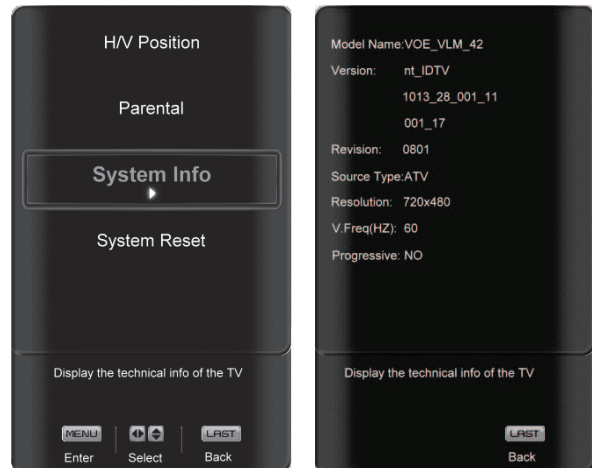 H/V Position
Parental
System Info
System Reset
Display the technical info of the TV
MENU LAST
Enter Select Back
Model Name:VOE_VLM_42
Version: nt_IDTV
1013_28_001_11
001_17
Revision: 0801
Source Type:ATV
Resolution: 720x480
V.Freq(HZ): 60
Progressive: NO
Display the technical info of the TV
LAST
Back